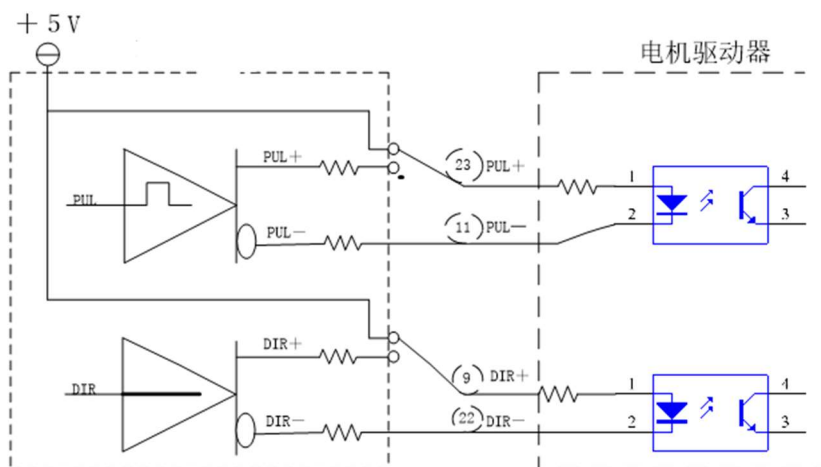 ＋5V
电机驱动器
PUL＋
23 PUL＋
1
4
PUL
2
3
PUL－
11 PUL－
DIR＋
9 DIR＋
1
4
DIR
DIR－
22 DIR－
2
3